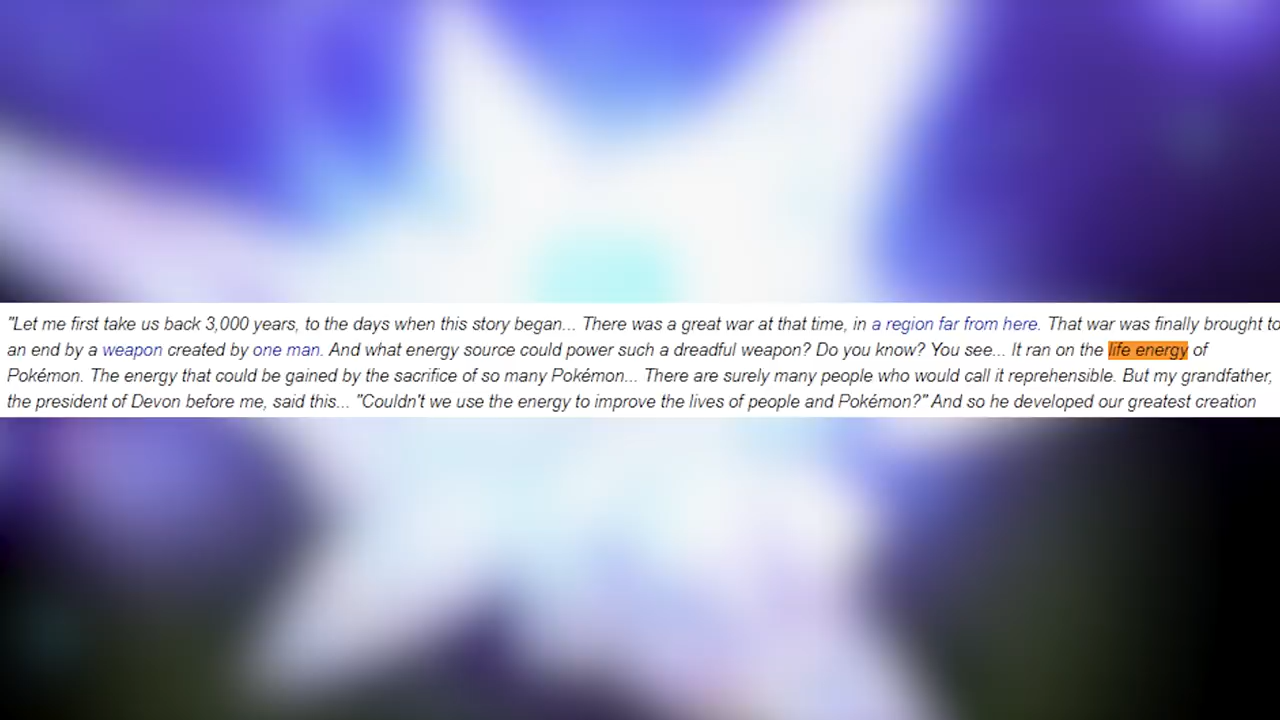 "Let me first take us back 3,000 years, to the days when this story began... There was a great war at that time, in a region far from here. That war was finally brought to
an end by a weapon created by one man. And what energy source could power such a dreadful weapon? Do you know? You see... It ran on the life energy of
Pokémon. The energy that could be gained by the sacrifice of so many Pokémon... There are surely many people who would call it reprehensible. But my grandfather,
the president of Devon before me, said this... "Couldn't we use the energy to improve the lives of people and Pokémon?" And so he developed our greatest creation